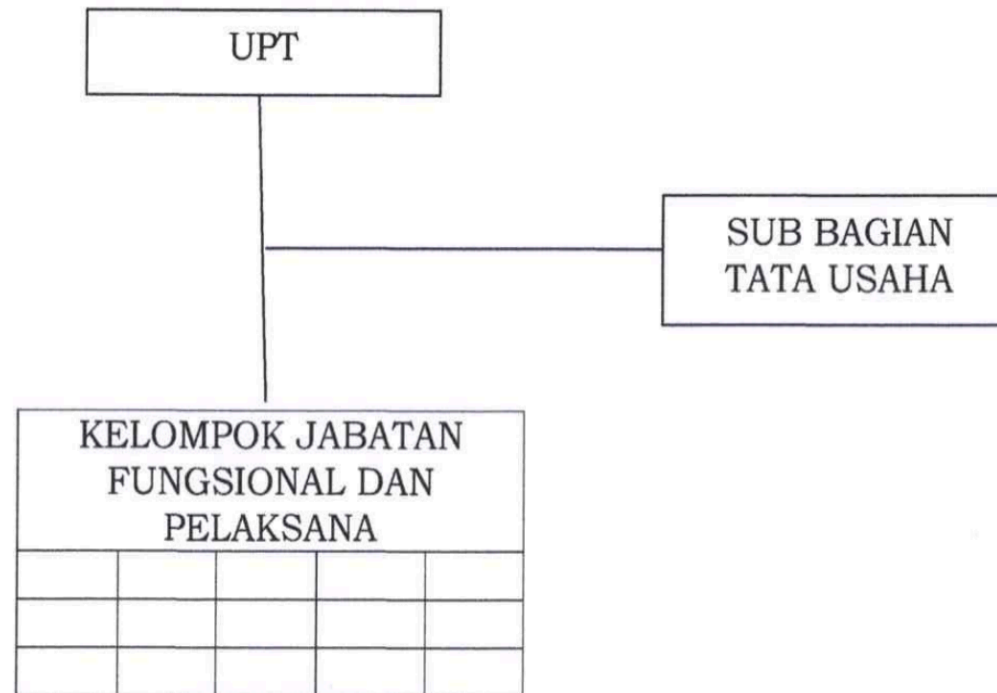 UPT
SUB BAGIAN
TATA USAHA
KELOMPOK JABATAN
FUNGSIONAL DAN
PELAKSANA